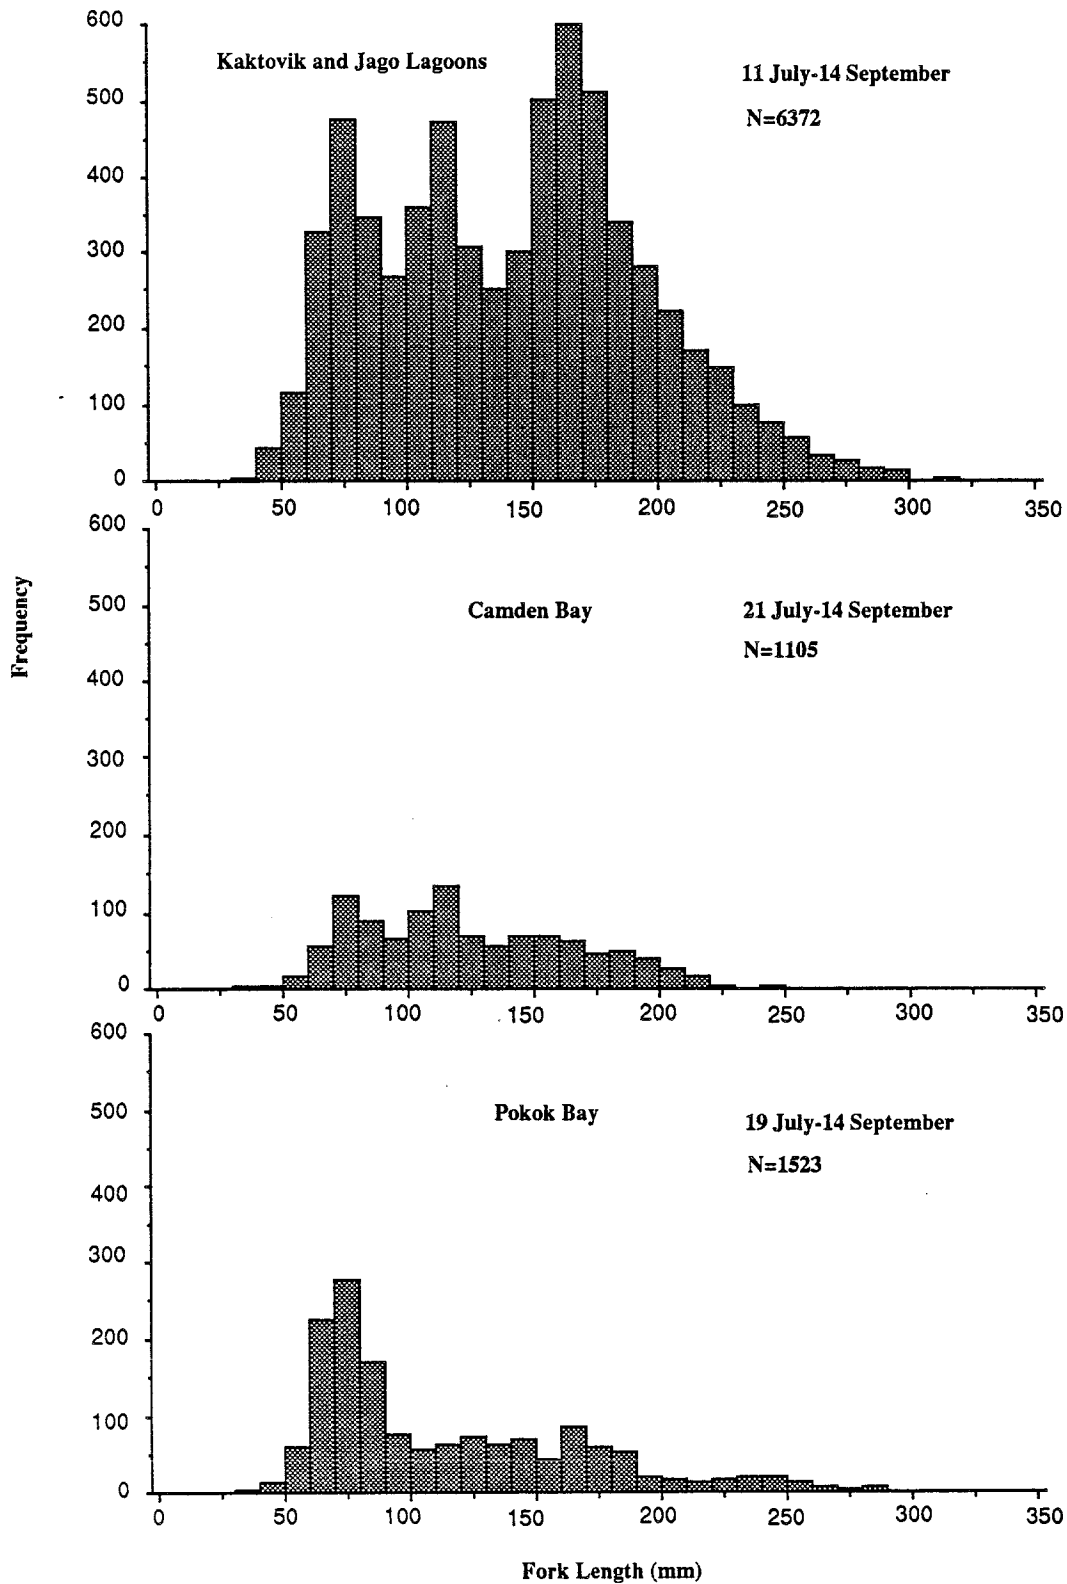 600
Kaktovik and Jago Lagoons
11 July-14 September
500
N=6372
400
300
200
100
0
0 50 100 150 200 250 300 350
600
500
Camden Bay
21 July-14 September
N=1105
400
300
200
100
0
0 50 100 150 200 250 300 350
Frequency
600
500
Pokok Bay
19 July-14 September
N=1523
400
300
200
100
0
0 50 100 150 200 250 300 350
Fork Length (mm)